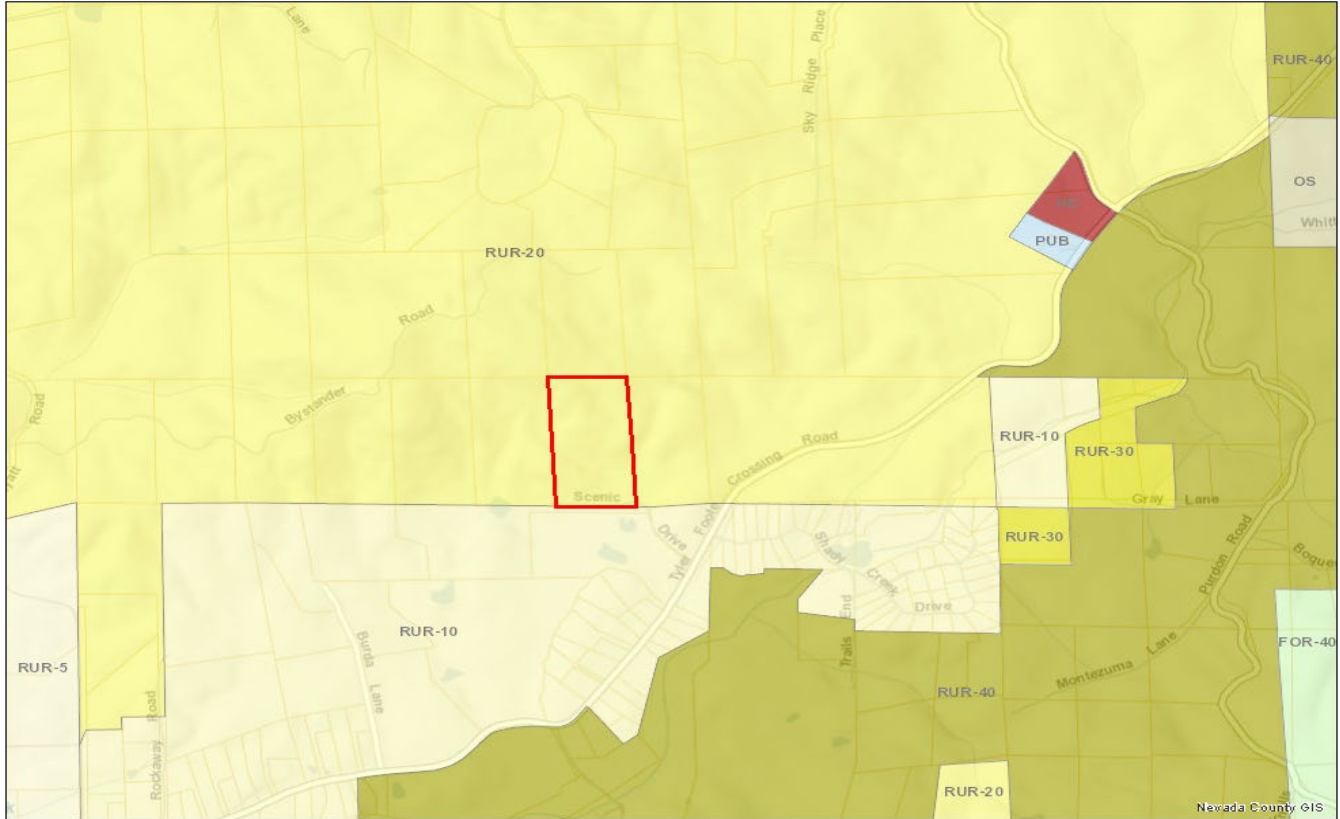 Lane
Sky Ridge Place
RUR-40
OS
PUB
RUR-20
Road
Bystander
Road
Crossing Road
RUR-10
RUR-30
Scenic
Gray Lane
Drive
Tyler Foote
Shady Creek
Drive
RUR-30
Purdon Road
Trails End
Burda Lane
RUR-10
RUR-5
Rockaway Road
Montezuma Lane
FOR-40
RUR-40
RUR-20
Nevada County GIS